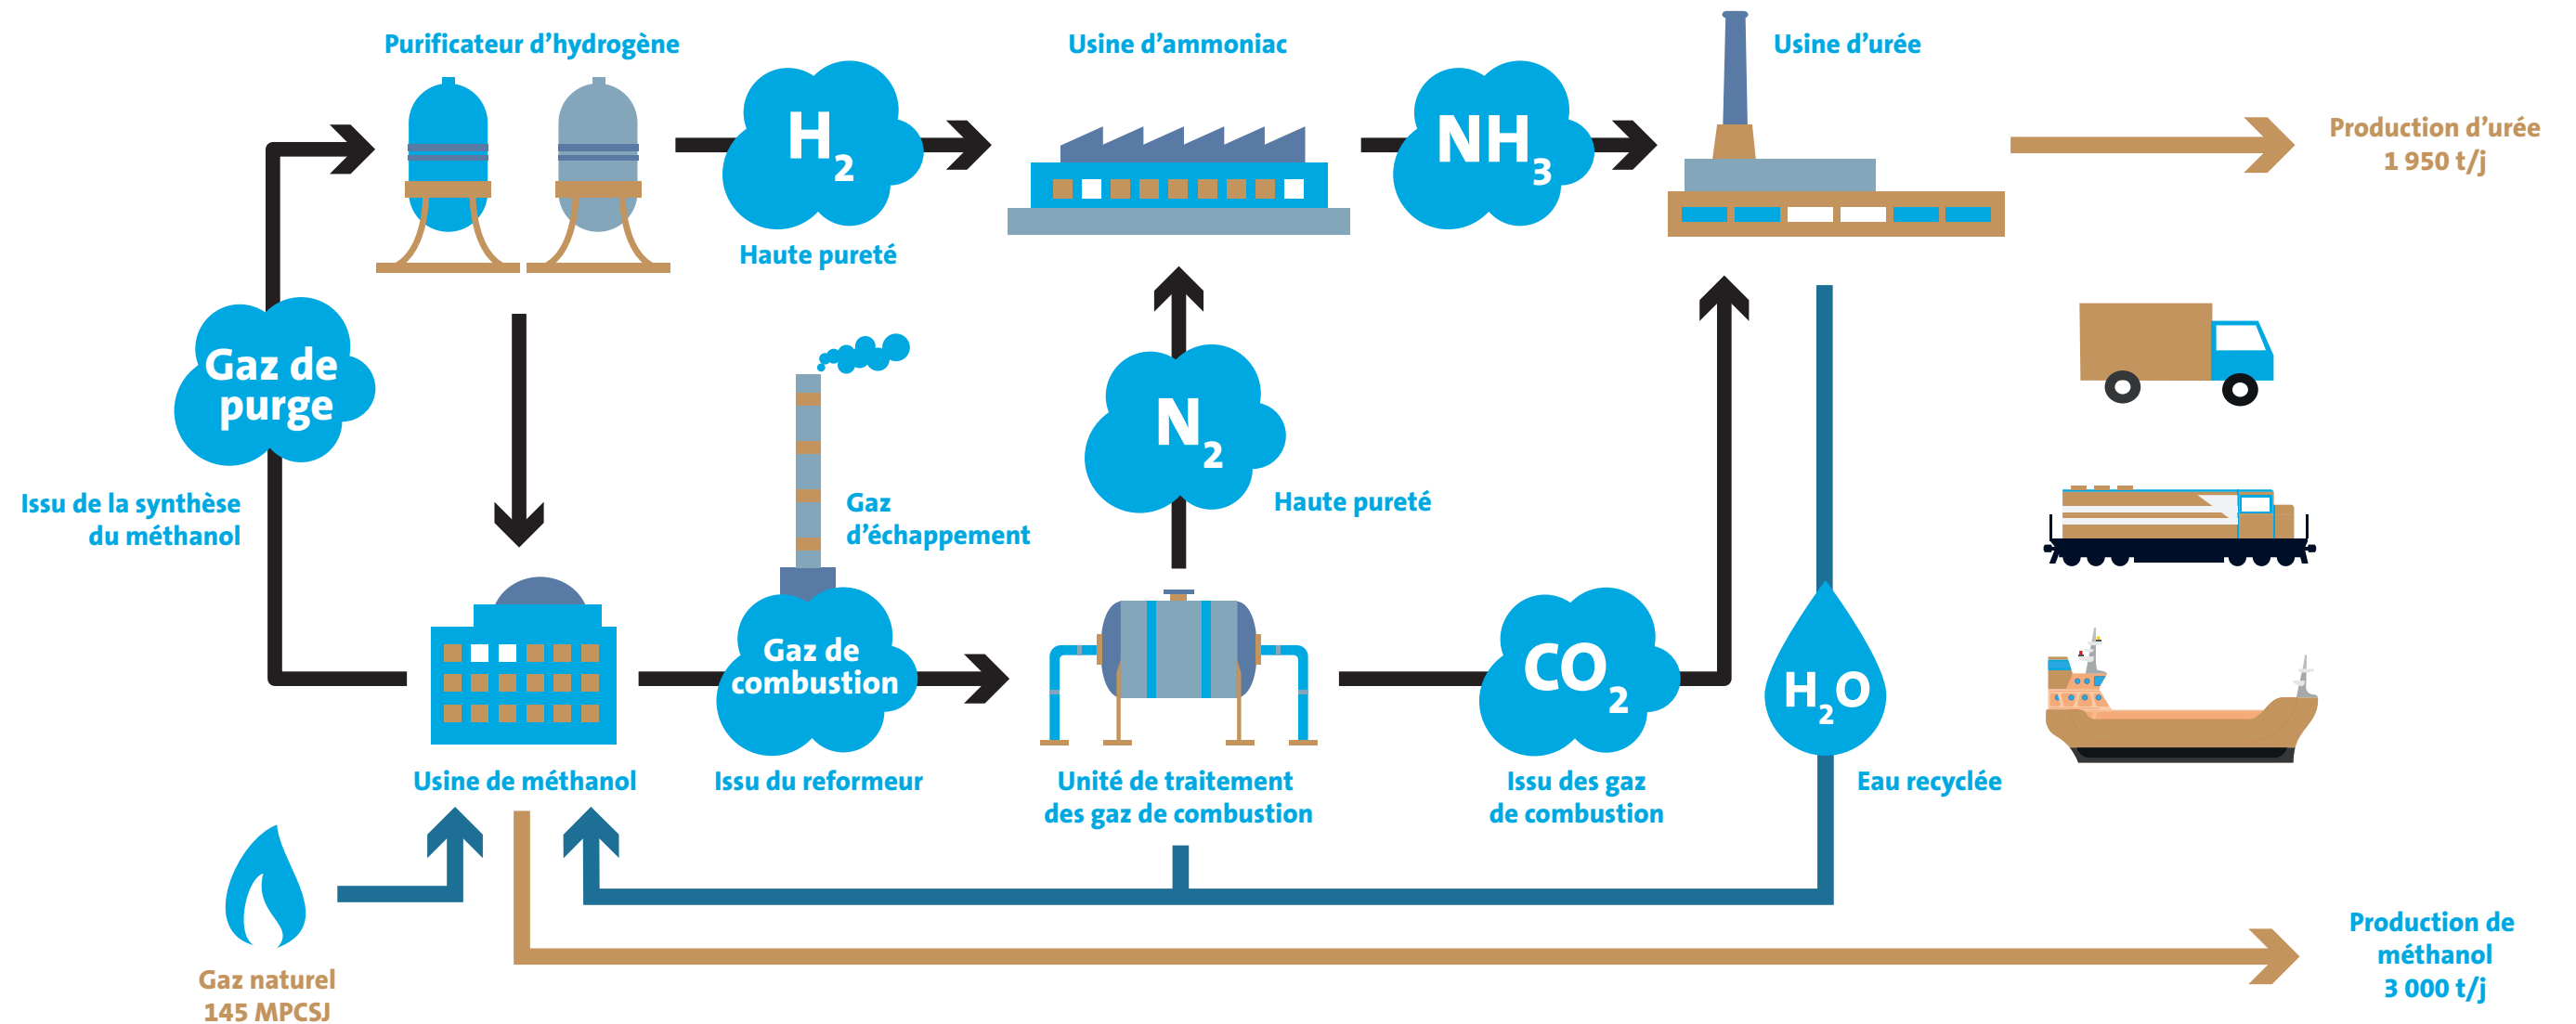 Purificateur d’hydrogène
Usine d’ammoniac
Usine d’urée
H2
NH3
Production d’urée
1 950 t/j
Haute pureté
Gaz de
purge
N2
Issu de la synthèse
du méthanol
Gaz
d’échappement
Haute pureté
Gaz de
combustion
CO2
H2O
Usine de méthanol
Issu du reformeur
Unité de traitement
des gaz de combustion
Issu des gaz
de combustion
Eau recyclée
Gaz naturel
145 MPCSJ
Production de
méthanol
3 000 t/j